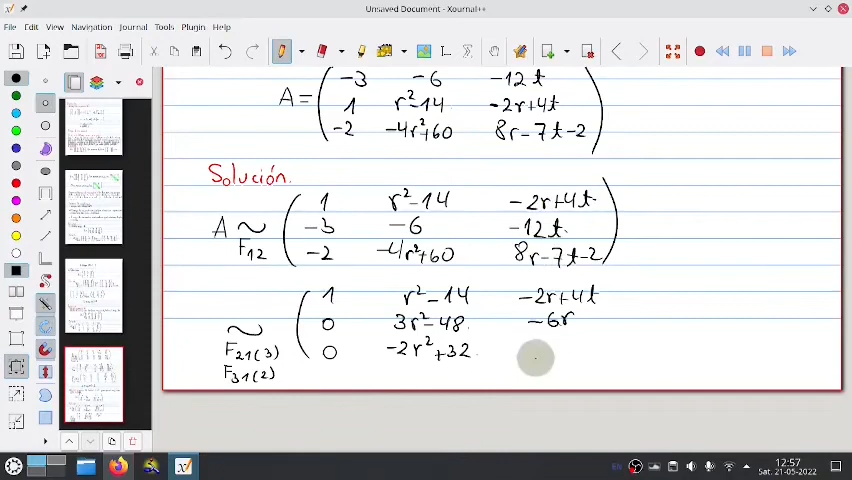 Unsaved Document - Xournal++
File Edit View Navigation Journal Tools Plugin Help
-3 -6 -12t
A = 1 r²-14 -2r+4t
-2 -4r²+60 8r-7t-2
Solución.
1 r²-14 -2r+4t
A ~ -3 -6 -12t
F12 -2 -4r²+60 8r-7t-2
1 r²-14 -2r+4t
~ 0 3r²-48 -6r
F21(3) 0 -2r²+32
F31(2)
EN 12:57
Sat. 21-05-2022